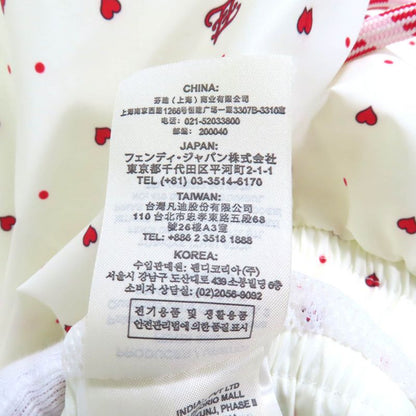 CHINA:
芬迪（上海）商业有限公司
上海南京西路1266号恒隆广场一座3307B-3310室
电话: 021-52033800
邮编: 200040
JAPAN:
フェンディ・ジャパン株式会社
東京都千代田区平河町2-1-1
TEL (+81) 03-3514-6170
TAIWAN:
台灣凡迪股份有限公司
110 台北市忠孝東路五段68
號26樓A3室
TEL: +886 2 3518 1888
KOREA:
수입판매원: 펜디코리아(주)
서울시 강남구 도산대로 439 소봉빌딩 6층
소비자 상담실: (02)2056-9092
전기용품 및 생활용품
안전관리법에 의한 품질 표시
LTD
MALL
KUNJ, PHASE II